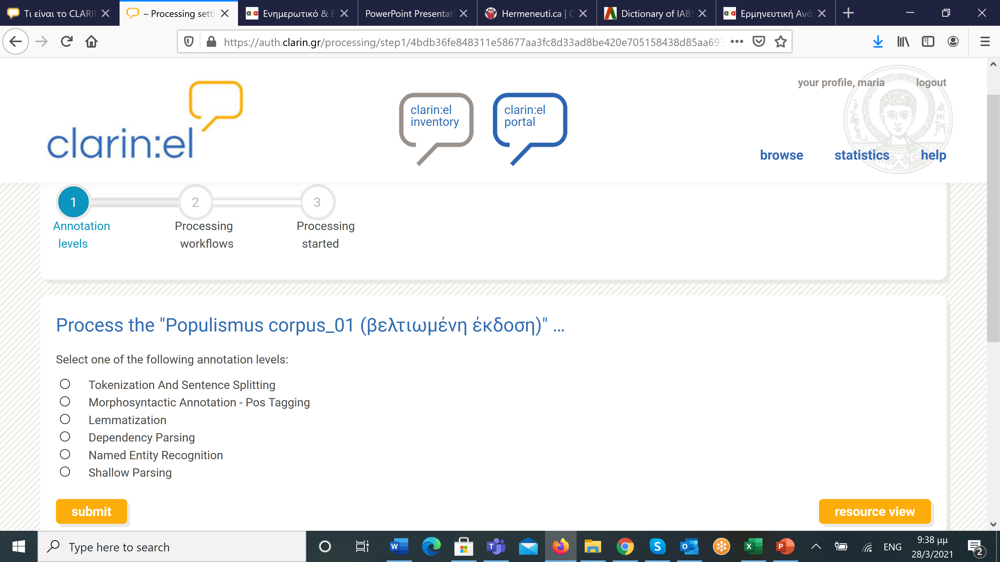 Τι είναι το CLARIN
– Processing setti
Ενημερωτικό & Ε
PowerPoint Presentati
Hermeneuti.ca | C
Dictionary of IABS
Ερμηνευτική Ανά
https://auth.clarin.gr/processing/step1/4bdb36fe848311e58677aa3fc8d33ad8be420e705158438d85aa693
clarin:el
clarin:el
inventory
clarin:el
portal
your profile, maria
logout
browse
statistics
help
1
2
3
Annotation
levels
Processing
workflows
Processing
started
Process the "Populismus corpus_01 (βελτιωμένη έκδοση)" ...
Select one of the following annotation levels:
Tokenization And Sentence Splitting
Morphosyntactic Annotation - Pos Tagging
Lemmatization
Dependency Parsing
Named Entity Recognition
Shallow Parsing
submit
resource view
Type here to search
ENG
9:38 μμ
28/3/2021
2